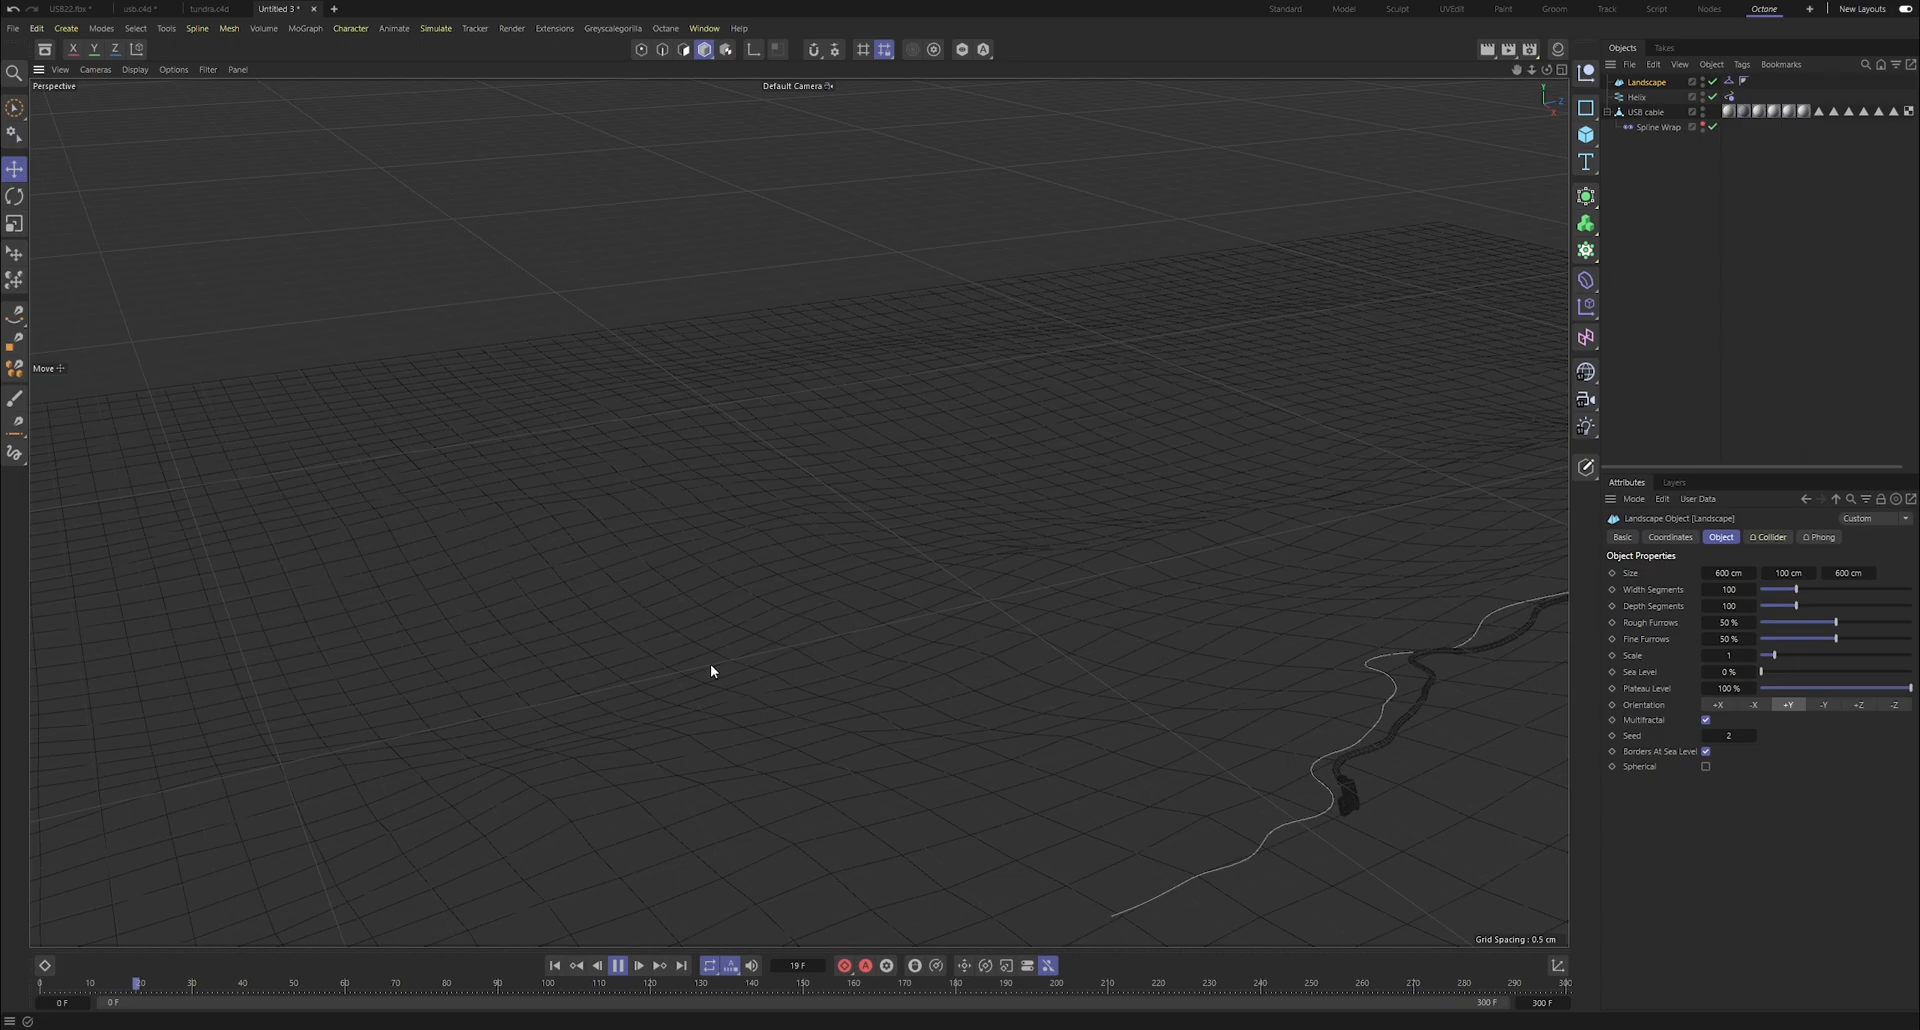 USB22.fbx * usb.c4d * tundra.c4d Untitled 3 * × + Standard Model Sculpt UVEdit Paint Groom Track Script Nodes Octane + New Layouts
File Edit Create Modes Select Tools Spline Mesh Volume MoGraph Character Animate Simulate Tracker Render Extensions Greyscalegorilla Octane Window Help
X Y Z
Objects Takes
View Cameras Display Options Filter Panel
File Edit View Object Tags Bookmarks
Perspective
Default Camera
Y
Z
X
Landscape
Helix
USB cable
Spline Wrap
Move
Attributes Layers
Mode Edit User Data
Landscape Object [Landscape] Custom
Basic Coordinates Object Collider Phong
Object Properties
Size 600 cm 100 cm 600 cm
Width Segments 100
Depth Segments 100
Rough Furrows 50 %
Fine Furrows 50 %
Scale 1
Sea Level 0 %
Plateau Level 100 %
Orientation +X -X +Y -Y +Z -Z
Multifractal
Seed 2
Borders At Sea Level
Spherical
Grid Spacing : 0.5 cm
19 F
0 10 20 30 40 50 60 70 80 90 100 110 120 130 140 150 160 170 180 190 200 210 220 230 240 250 260 270 280 290 300
0 F 0 F 300 F 300 F